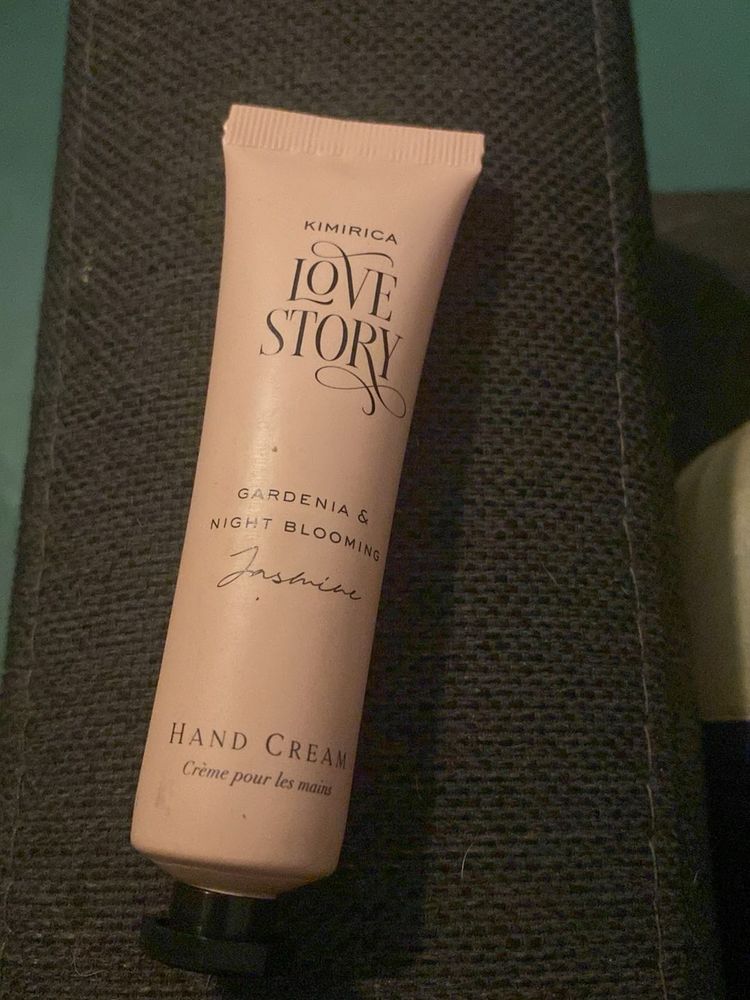 KIMIRICA
LOVE
STORY
GARDENIA &
NIGHT BLOOMING
Jasmine
HAND CREAM
Crème pour les mains